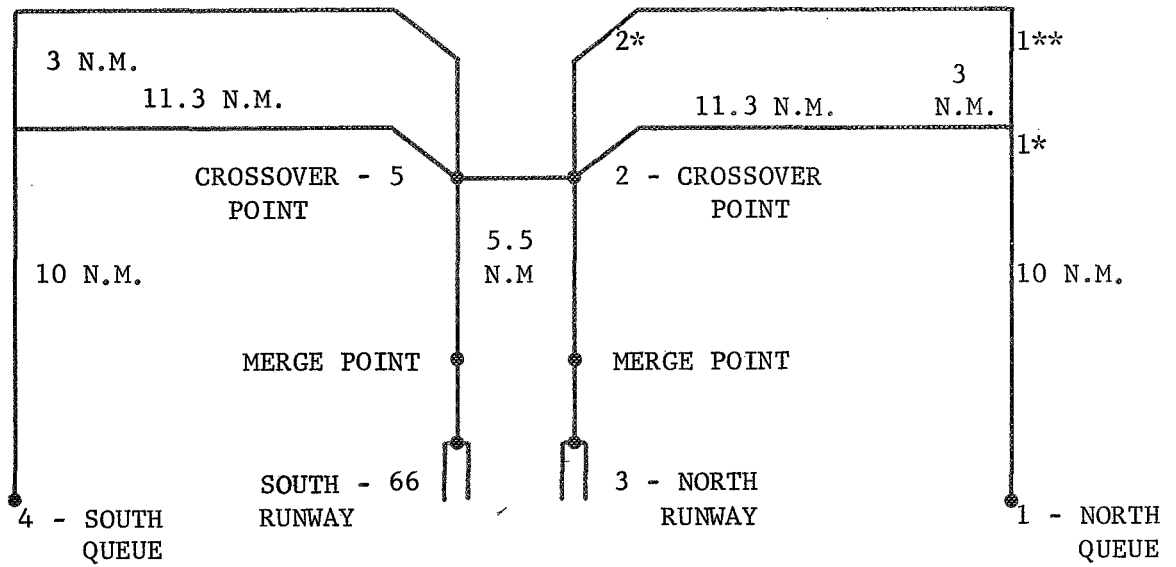 2*
1**
3 N.M.
3
11.3 N.M.
11.3 N.M.
N.M.
1*
CROSSOVER - 5
POINT
2 - CROSSOVER
POINT
5.5
N.M
10 N.M.
10 N.M.
MERGE POINT
MERGE POINT
SOUTH - 66
RUNWAY
3 - NORTH
RUNWAY
4 - SOUTH
QUEUE
1 - NORTH
QUEUE